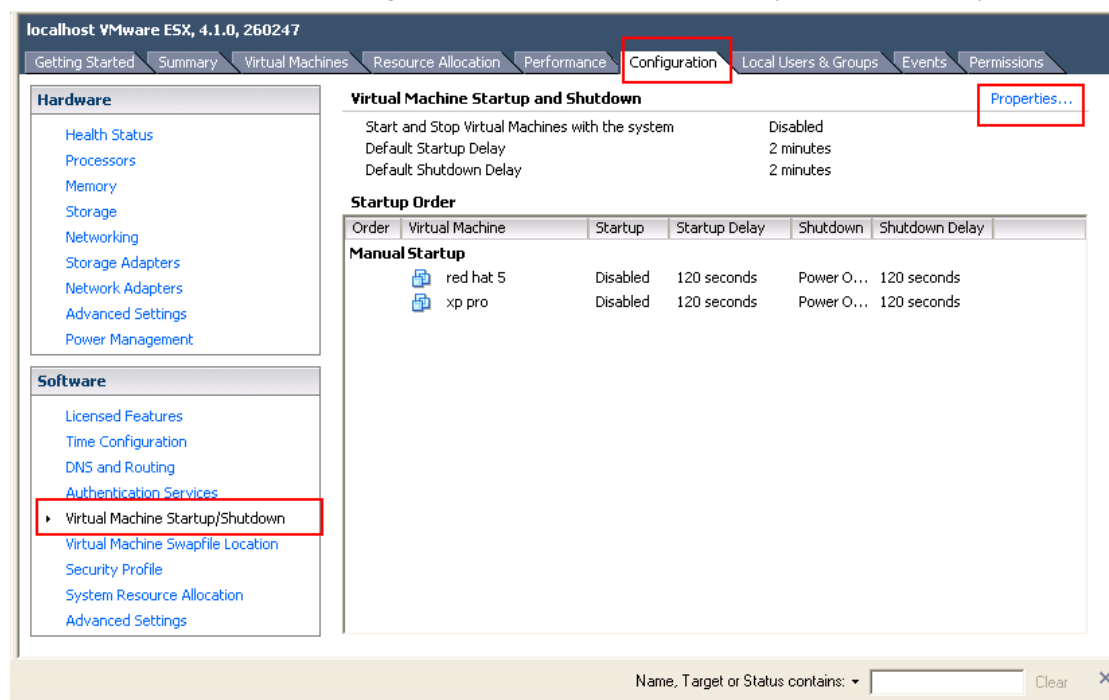 localhost VMware ESX, 4.1.0, 260247
Getting Started Summary Virtual Machines Resource Allocation Performance Configuration Local Users & Groups Events Permissions
Hardware
Health Status
Processors
Memory
Storage
Networking
Storage Adapters
Network Adapters
Advanced Settings
Power Management
Software
Licensed Features
Time Configuration
DNS and Routing
Authentication Services
Virtual Machine Startup/Shutdown
Virtual Machine Swapfile Location
Security Profile
System Resource Allocation
Advanced Settings
Virtual Machine Startup and Shutdown Properties...
Start and Stop Virtual Machines with the system Disabled
Default Startup Delay 2 minutes
Default Shutdown Delay 2 minutes
Startup Order
Order Virtual Machine Startup Startup Delay Shutdown Shutdown Delay
Manual Startup
red hat 5 Disabled 120 seconds Power O... 120 seconds
xp pro Disabled 120 seconds Power O... 120 seconds
Name, Target or Status contains: Clear